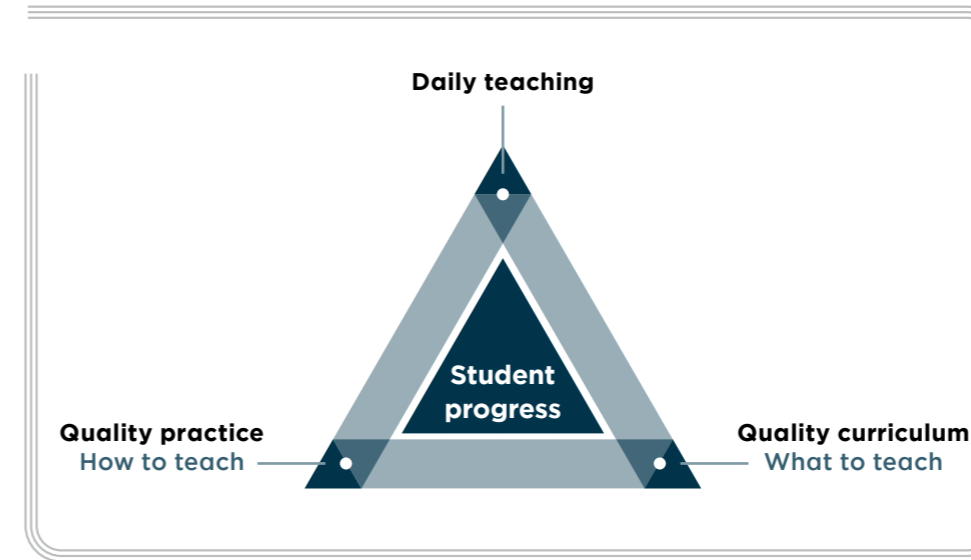 Daily teaching
Student
progress
Quality practice
How to teach
Quality curriculum
What to teach